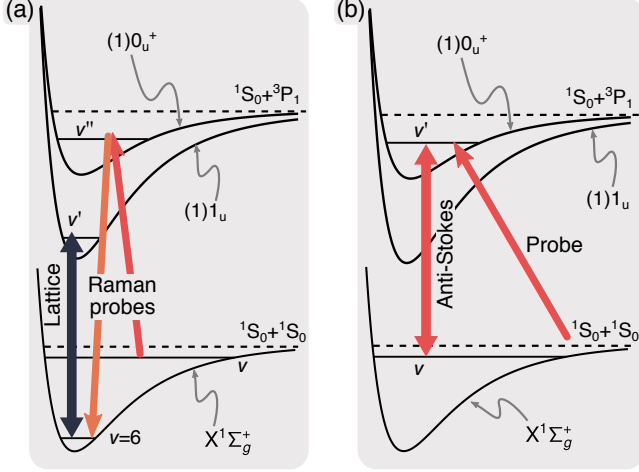 (a)
(1)0u+
1S0+3P1
v''
(1)1u
v'
Lattice
Raman
probes
1S0+1S0
v
v=6
X1Σg+
(b)
(1)0u+
1S0+3P1
v'
(1)1u
Anti-Stokes
Probe
1S0+1S0
v
X1Σg+